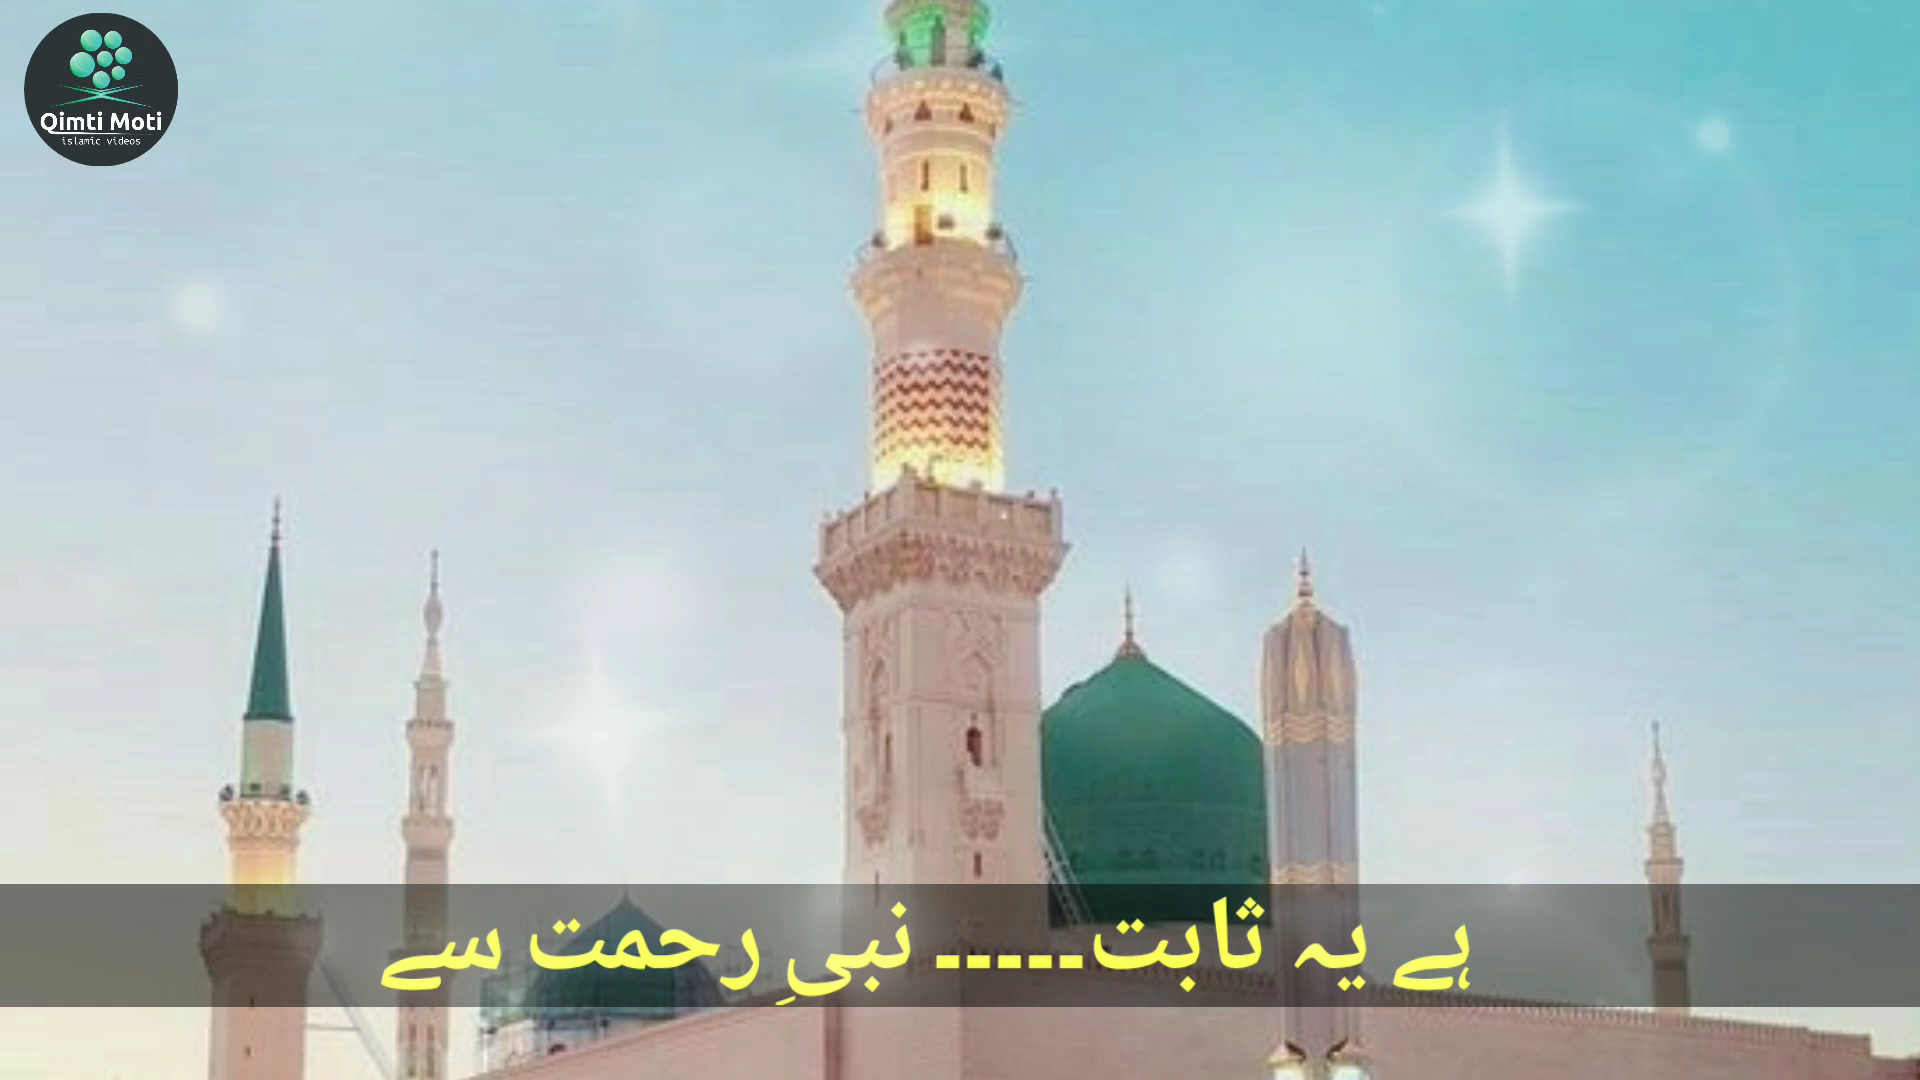 Qimti Moti
islamic videos
ہے یہ ثابت----- نبیِ رحمت سے